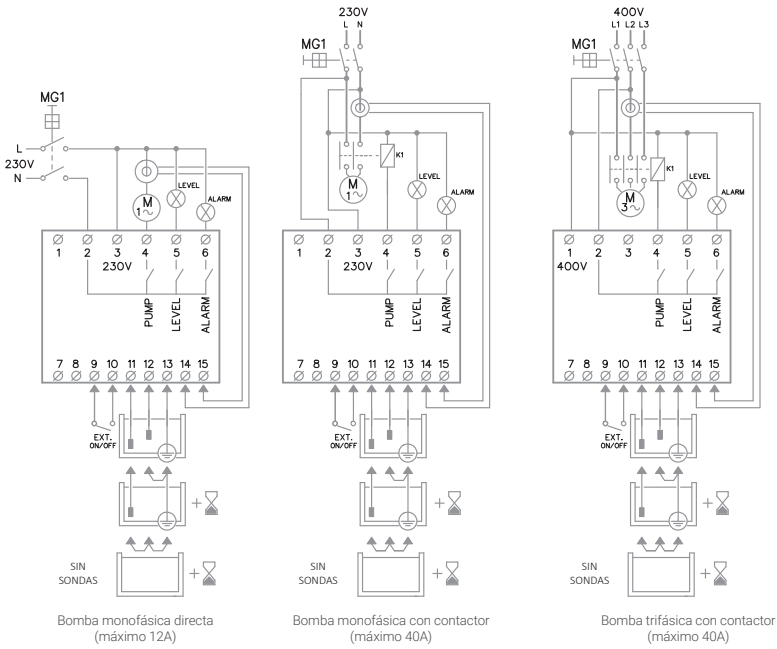 MG1
L
230V
N
M
1~
LEVEL
ALARM
1 2 3 4 5 6
230V
PUMP
LEVEL
ALARM
7 8 9 10 11 12 13 14 15
EXT.
ON/OFF
+
+
SIN
SONDAS
+
Bomba monofásica directa
(máximo 12A)
230V
L N
MG1
K1
M
1~
LEVEL
ALARM
1 2 3 4 5 6
230V
PUMP
LEVEL
ALARM
7 8 9 10 11 12 13 14 15
EXT.
ON/OFF
+
+
SIN
SONDAS
+
Bomba monofásica con contactor
(máximo 40A)
400V
L1 L2 L3
MG1
K1
M
3~
LEVEL
ALARM
1 2 3 4 5 6
400V
PUMP
LEVEL
ALARM
7 8 9 10 11 12 13 14 15
EXT.
ON/OFF
+
+
SIN
SONDAS
+
Bomba trifásica con contactor
(máximo 40A)